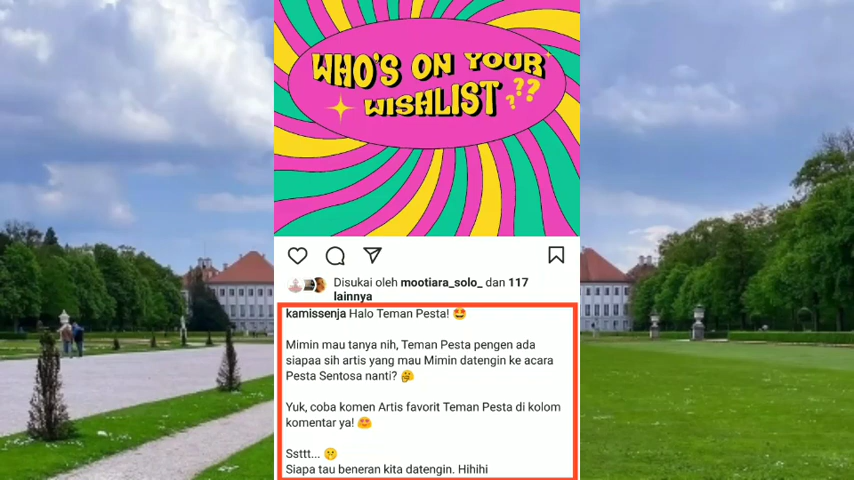 WHO'S ON YOUR
WISHLIST ???
Disukai oleh mootiara_solo_ dan 117
lainnya
kamissenja Halo Teman Pesta! 🤩
Mimin mau tanya nih, Teman Pesta pengen ada
siapaa sih artis yang mau Mimin datengin ke acara
Pesta Sentosa nanti? 🤔
Yuk, coba komen Artis favorit Teman Pesta di kolom
komentar ya! 🤩
Ssttt... 🤫
Siapa tau beneran kita datengin. Hihihi